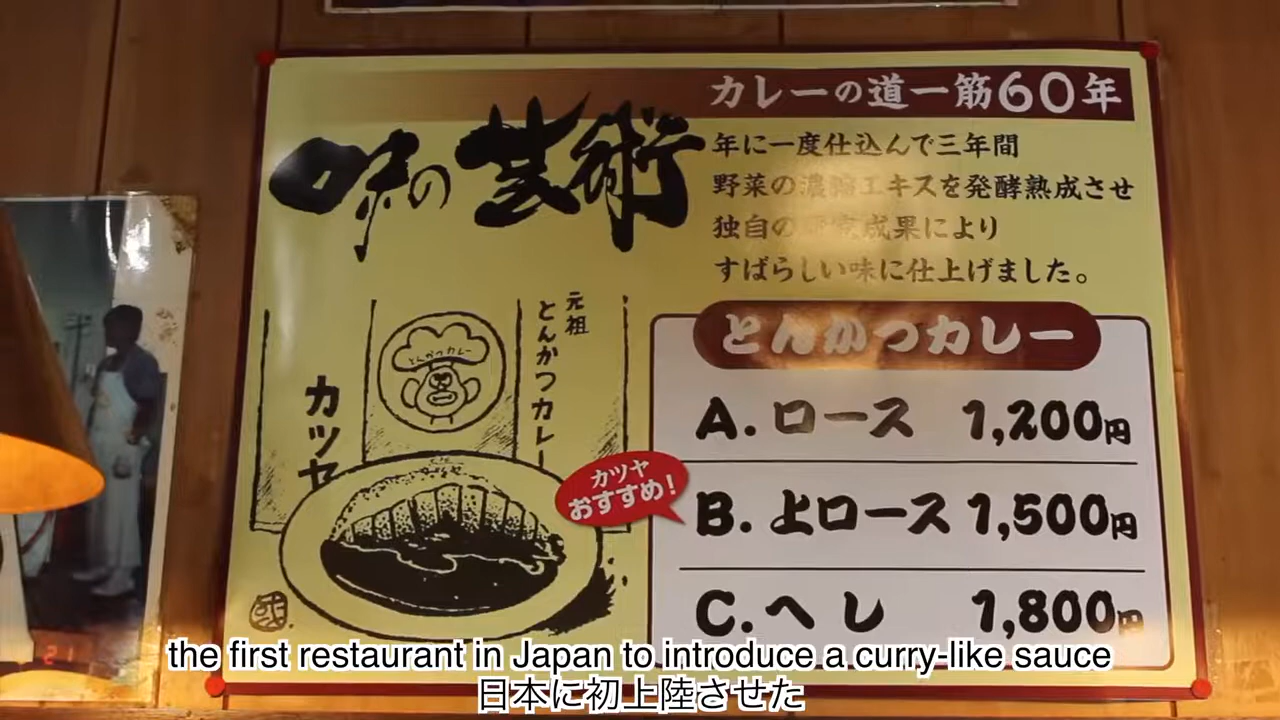 カレーの道一筋60年
味の芸術
年に一度仕込んで三年間
野菜の濃縮エキスを発酵熟成させ
独自の研究成果により
すばらしい味に仕上げました。
元祖
とんかつカレー
カツヤ
とんかつカレー
カツヤ
おすすめ!
とんかつカレー
A.ロース 1,200円
B.上ロース 1,500円
C.ヘレ 1,800円
the first restaurant in Japan to introduce a curry-like sauce
日本に初上陸させた